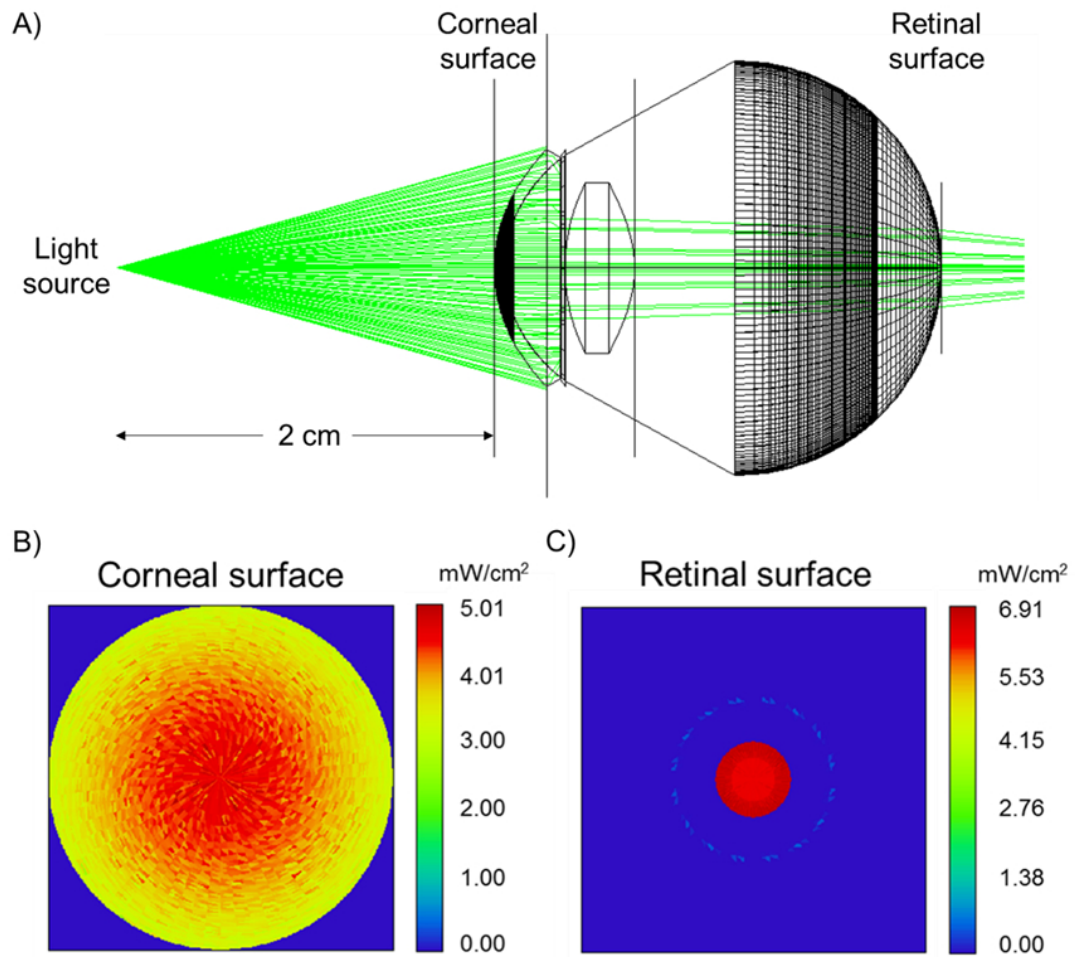 A)
Corneal
surface
Retinal
surface
Light
source
2 cm
B)
Corneal surface
mW/cm²
5.01
4.01
3.00
2.00
1.00
0.00
C)
Retinal surface
mW/cm²
6.91
5.53
4.15
2.76
1.38
0.00